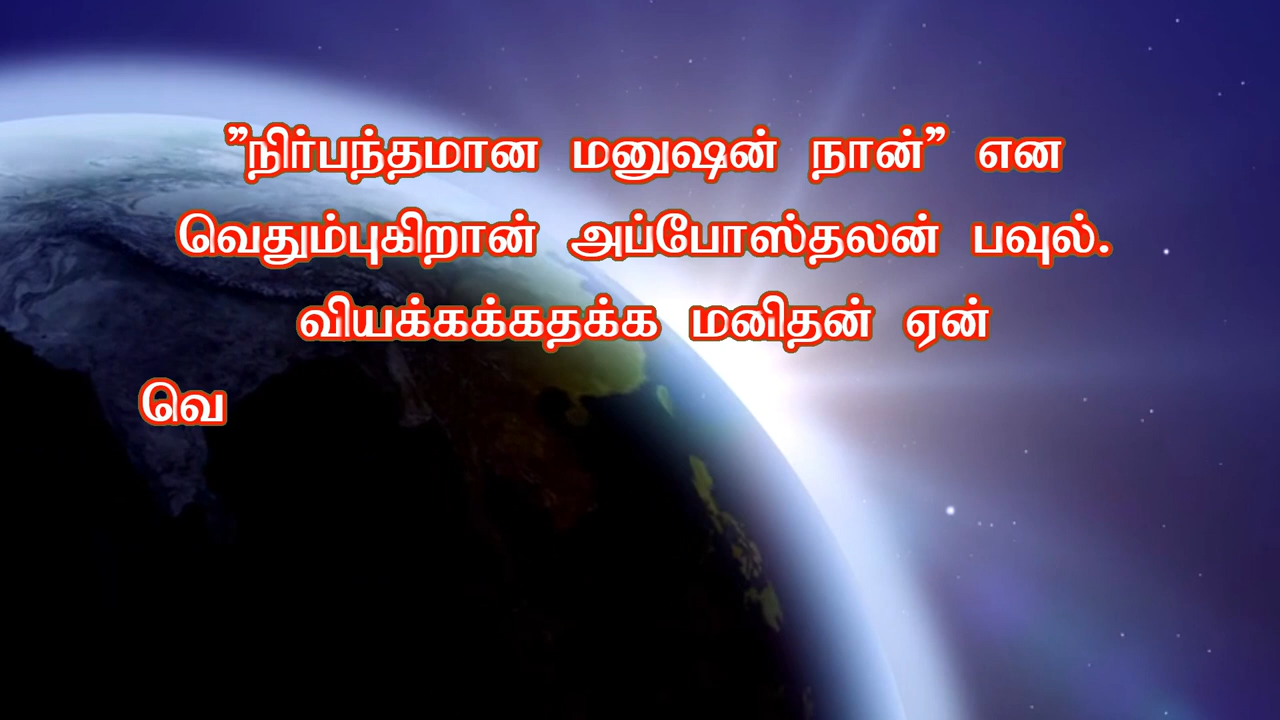 ”நிர்பந்தமான மனுஷன் நான்” என
வெதும்புகிறான் அப்போஸ்தலன் பவுல்.
வியக்கக்கதக்க மனிதன் ஏன்
வெ